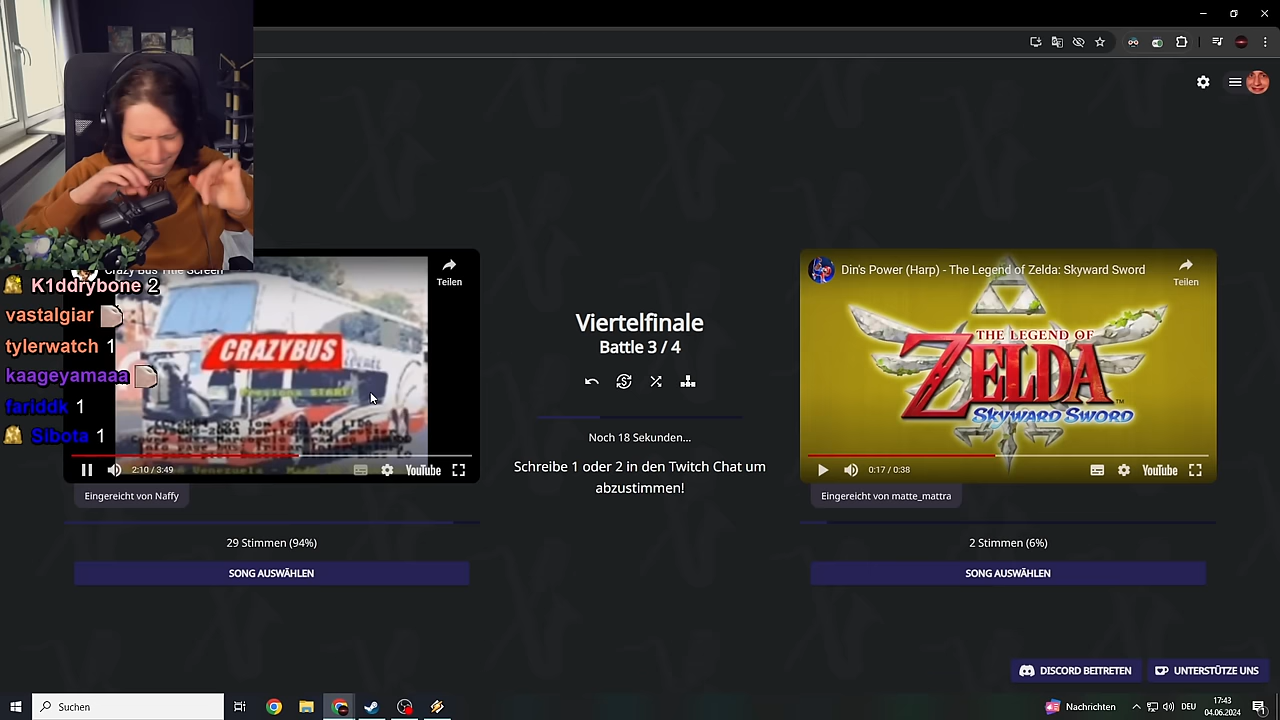 Crazy Bus Title Screen
Teilen
CRAZYBUS
2:10 / 3:49
YouTube
Eingereicht von Naffy
29 Stimmen (94%)
SONG AUSWÄHLEN
K1ddrybone 2
vastalgiar
tylerwatch 1
kaageyamaaa
fariddk 1
Sibota 1
Viertelfinale
Battle 3 / 4
Noch 18 Sekunden...
Schreibe 1 oder 2 in den Twitch Chat um
abzustimmen!
Din's Power (Harp) - The Legend of Zelda: Skyward Sword
Teilen
THE LEGEND OF
ZELDA
SKYWARD SWORD
0:17 / 0:38
YouTube
Eingereicht von matte_mattra
2 Stimmen (6%)
SONG AUSWÄHLEN
DISCORD BEITRETEN
UNTERSTÜTZE UNS
Suchen
Nachrichten
DEU
17:43
04.06.2024